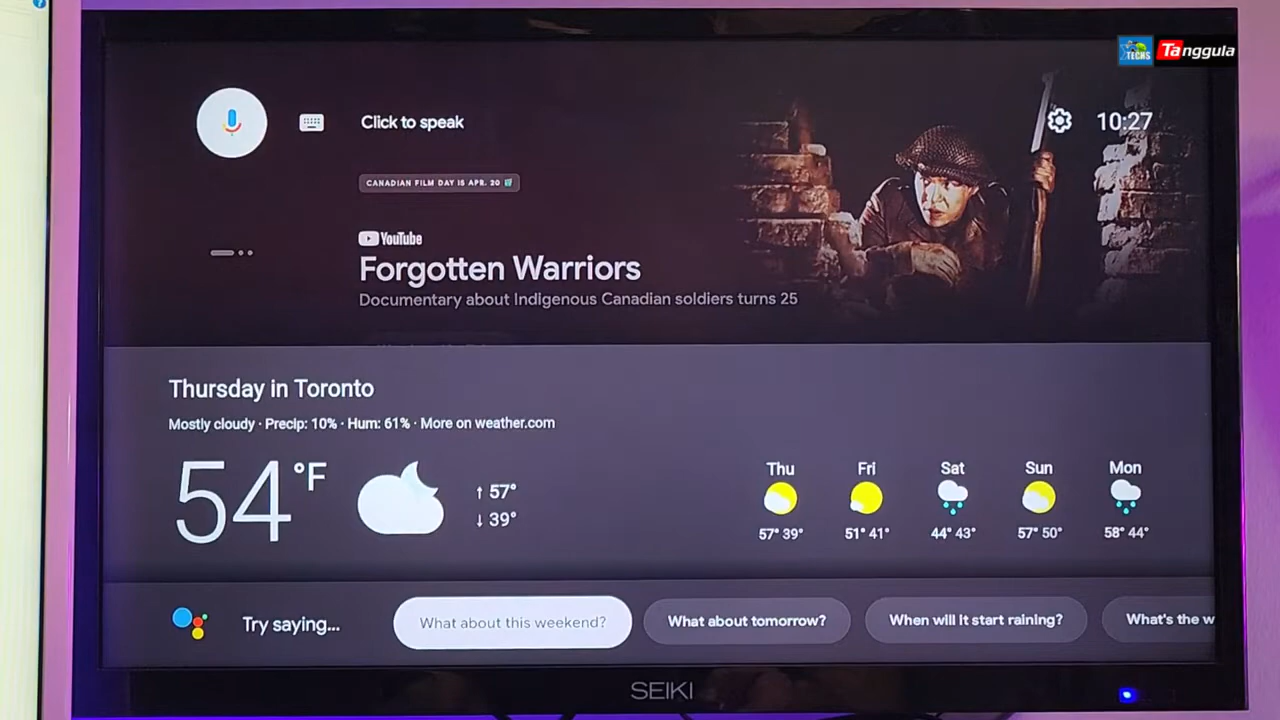 TECHS Tanggula
Click to speak
10:27
CANADIAN FILM DAY IS APR. 20
YouTube
Forgotten Warriors
Documentary about Indigenous Canadian soldiers turns 25
Thursday in Toronto
Mostly cloudy · Precip: 10% · Hum: 61% · More on weather.com
54 °F
↑ 57°
↓ 39°
Thu Fri Sat Sun Mon
57° 39° 51° 41° 44° 43° 57° 50° 58° 44°
Try saying... What about this weekend? What about tomorrow? When will it start raining? What's the w
SEIKI